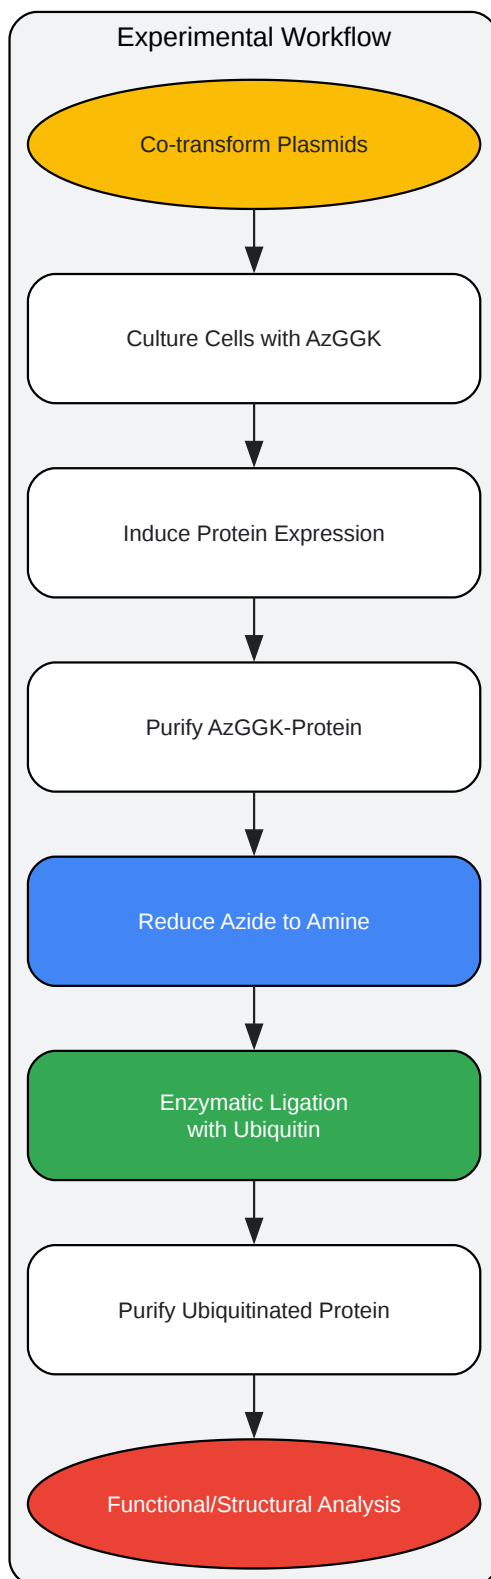 Experimental Workflow
Co-transform Plasmids
Culture Cells with AzGGK
Induce Protein Expression
Purify AzGGK-Protein
Reduce Azide to Amine
Enzymatic Ligation
with Ubiquitin
Purify Ubiquitinated Protein
Functional/Structural Analysis